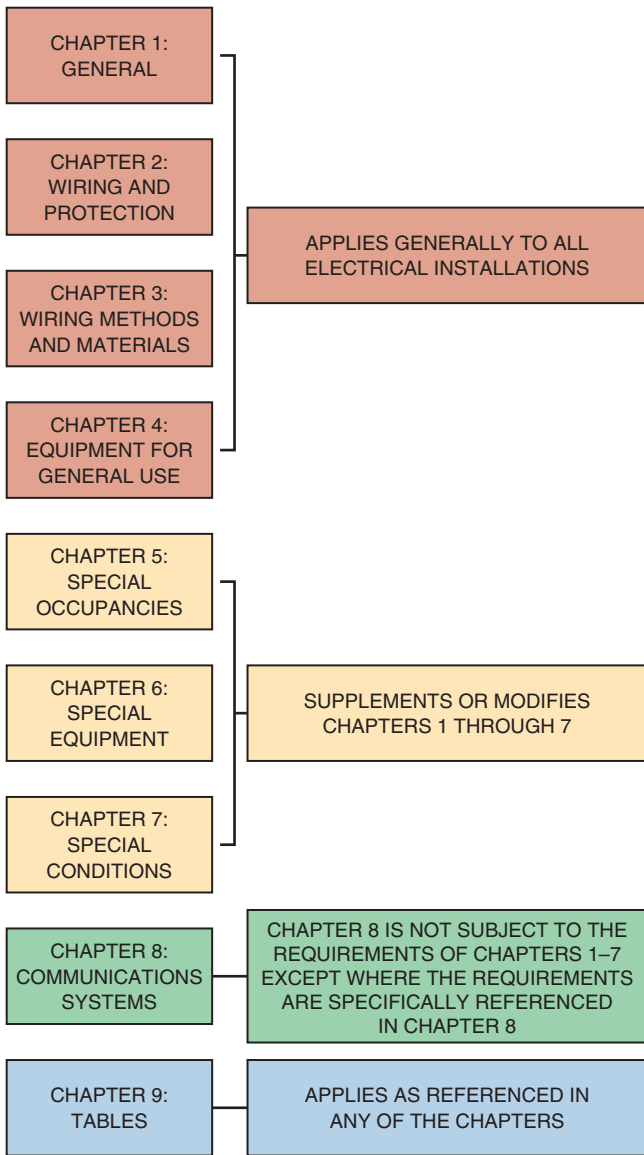 CHAPTER 1:
GENERAL
CHAPTER 2:
WIRING AND
PROTECTION
CHAPTER 3:
WIRING METHODS
AND MATERIALS
CHAPTER 4:
EQUIPMENT FOR
GENERAL USE
APPLIES GENERALLY TO ALL
ELECTRICAL INSTALLATIONS
CHAPTER 5:
SPECIAL
OCCUPANCIES
CHAPTER 6:
SPECIAL
EQUIPMENT
CHAPTER 7:
SPECIAL
CONDITIONS
SUPPLEMENTS OR MODIFIES
CHAPTERS 1 THROUGH 7
CHAPTER 8:
COMMUNICATIONS
SYSTEMS
CHAPTER 8 IS NOT SUBJECT TO THE
REQUIREMENTS OF CHAPTERS 1–7
EXCEPT WHERE THE REQUIREMENTS
ARE SPECIFICALLY REFERENCED
IN CHAPTER 8
CHAPTER 9:
TABLES
APPLIES AS REFERENCED IN
ANY OF THE CHAPTERS